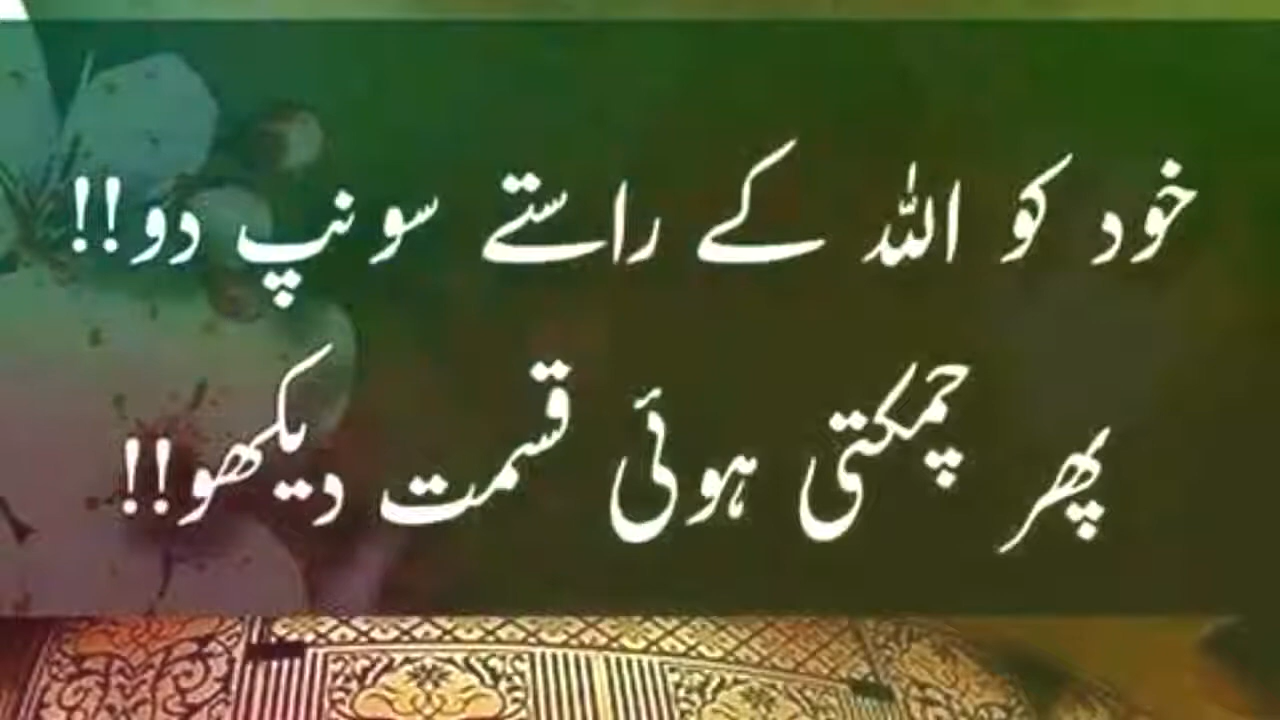 خود کو اللہ کے راستے سونپ دو!!
پھر چمکتی ہوئی قسمت دیکھو!!